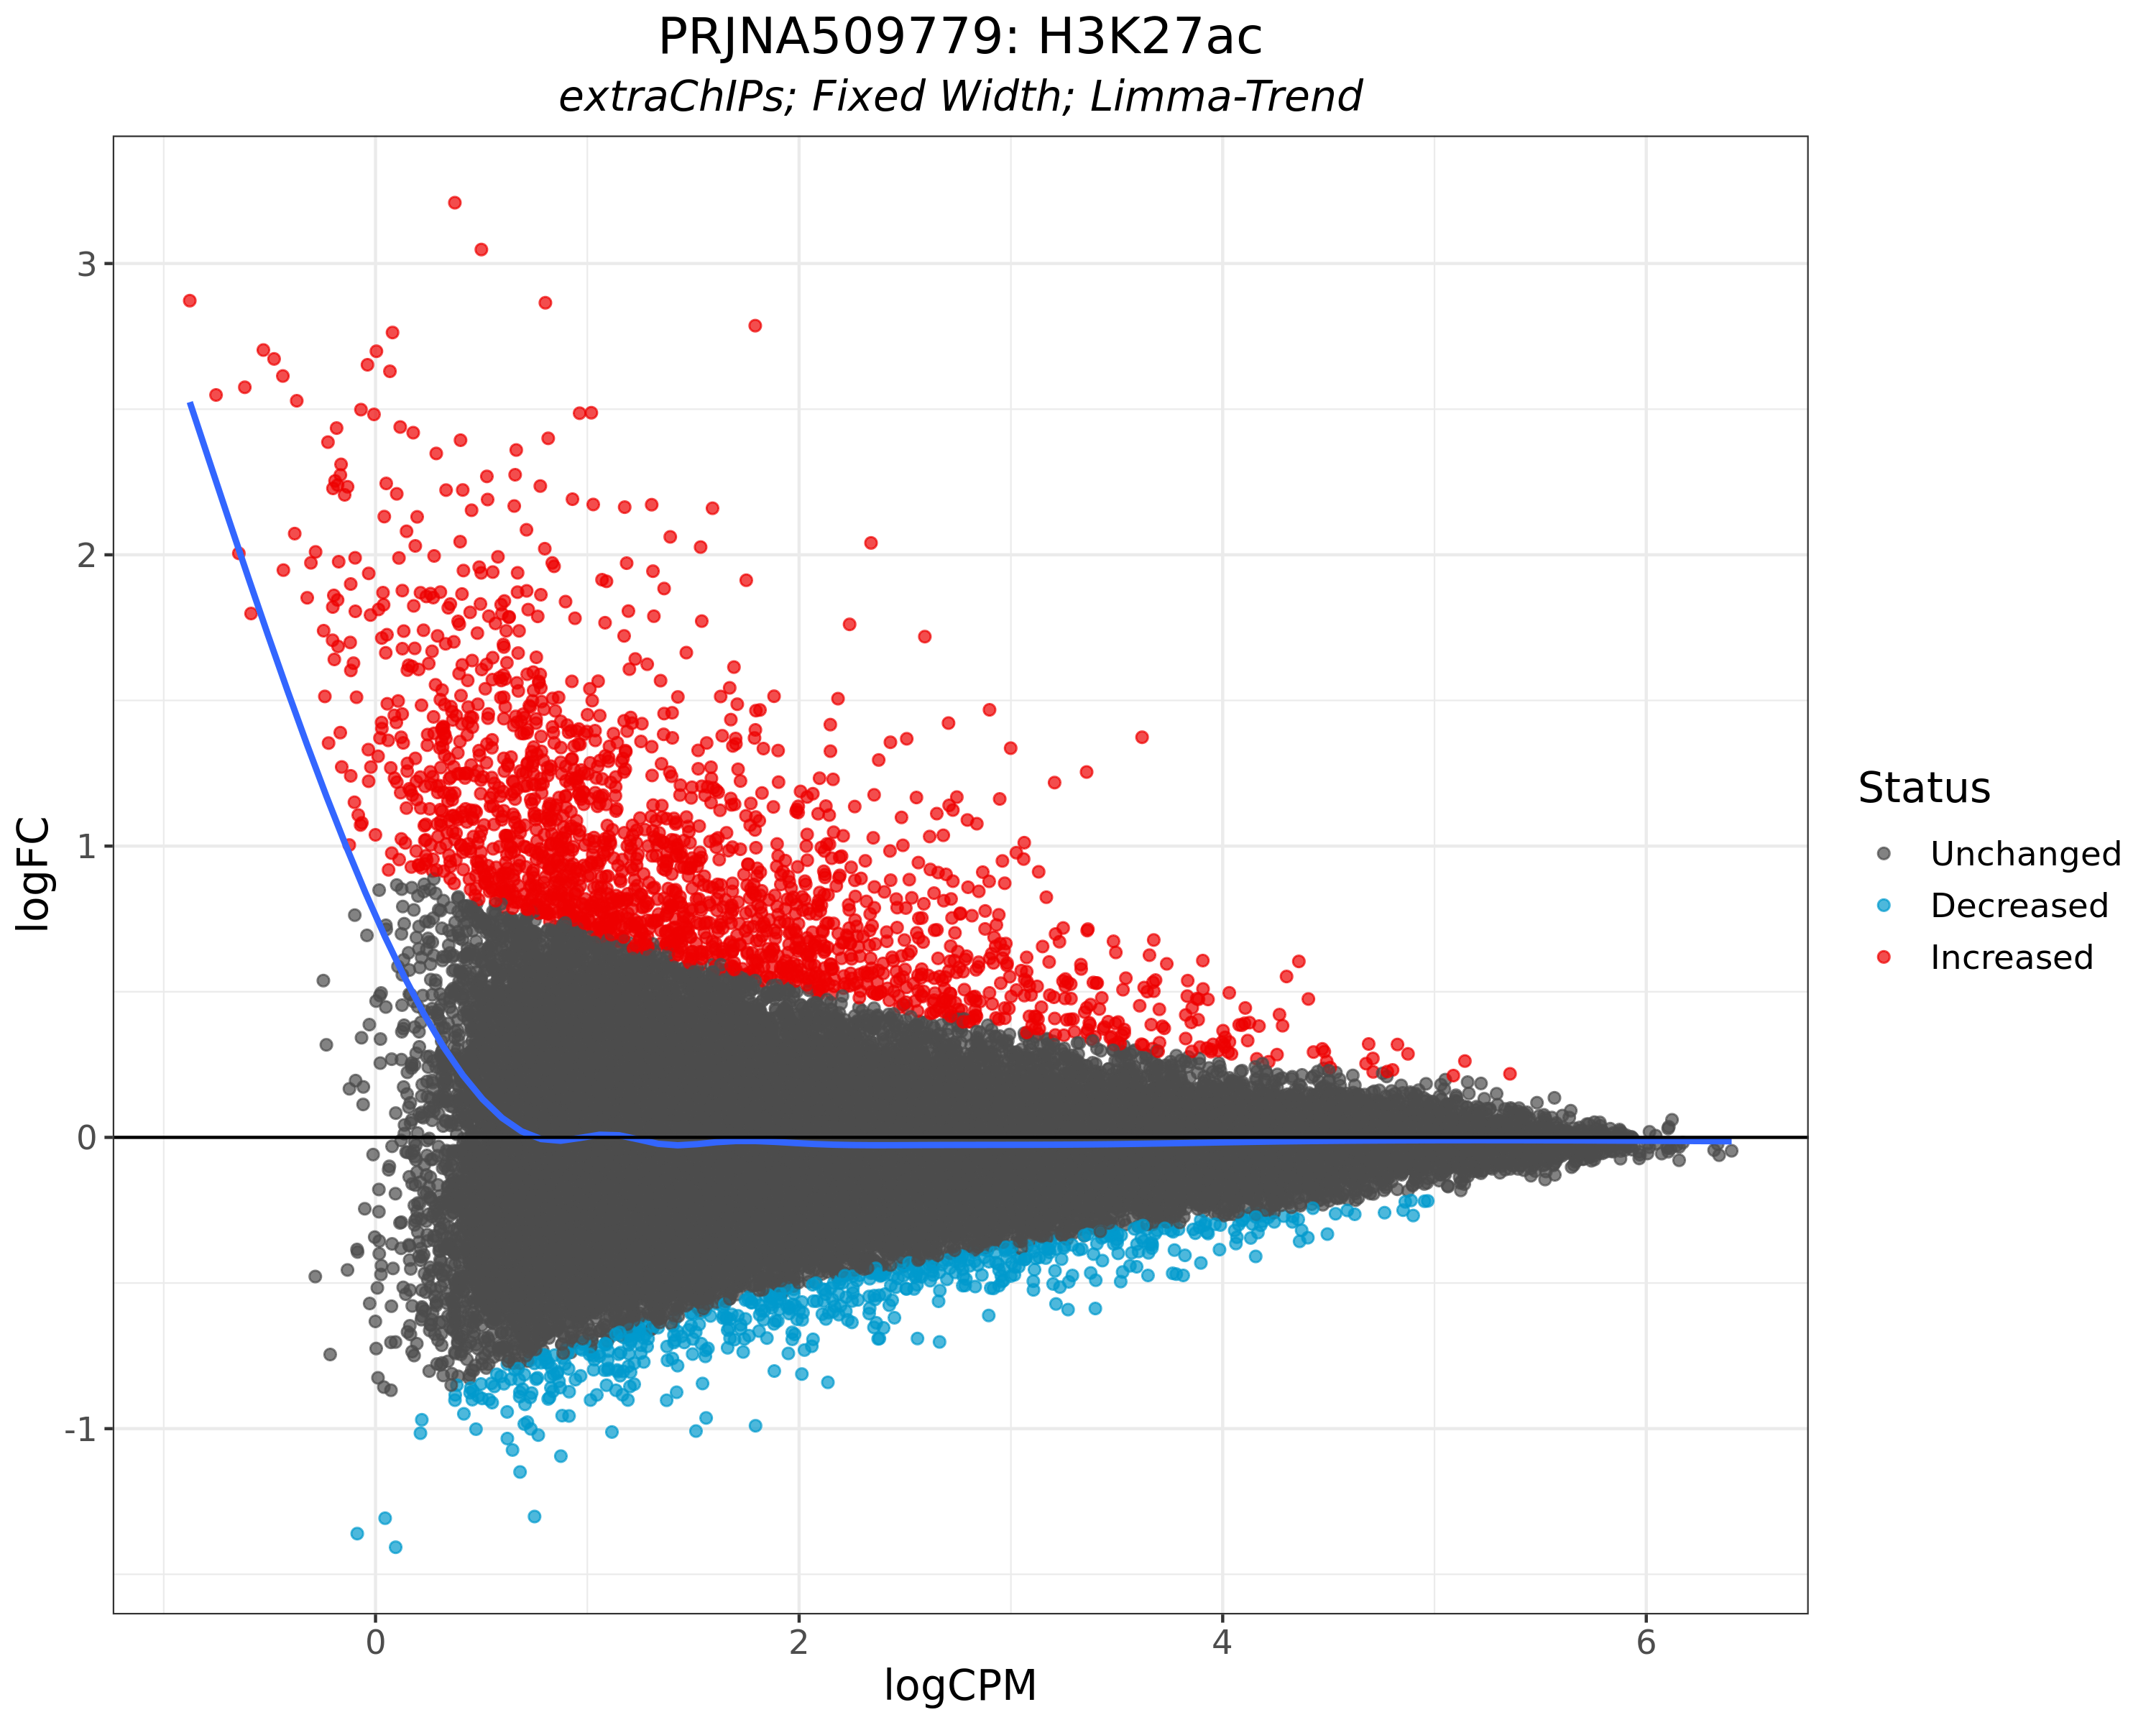 PRJNA509779: H3K27ac
extraChIPs; Fixed Width; Limma-Trend
logFC
3
2
1
0
-1
0
2
4
6
logCPM
Status
Unchanged
Decreased
Increased